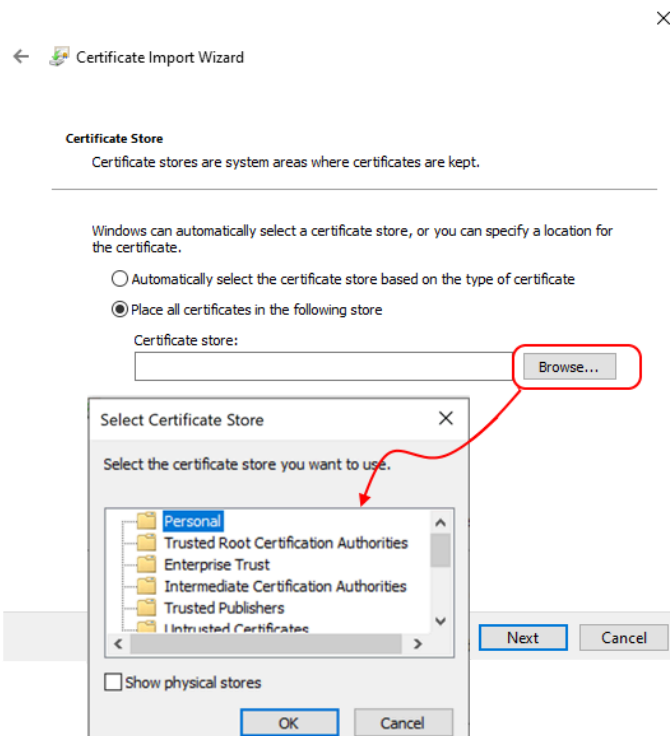 Certificate Import Wizard
Certificate Store
Certificate stores are system areas where certificates are kept.
Windows can automatically select a certificate store, or you can specify a location for
the certificate.
Automatically select the certificate store based on the type of certificate
Place all certificates in the following store
Certificate store:
Browse...
Select Certificate Store
Select the certificate store you want to use.
Personal
Trusted Root Certification Authorities
Enterprise Trust
Intermediate Certification Authorities
Trusted Publishers
Untrusted Certificates
Show physical stores
OK
Cancel
Next
Cancel